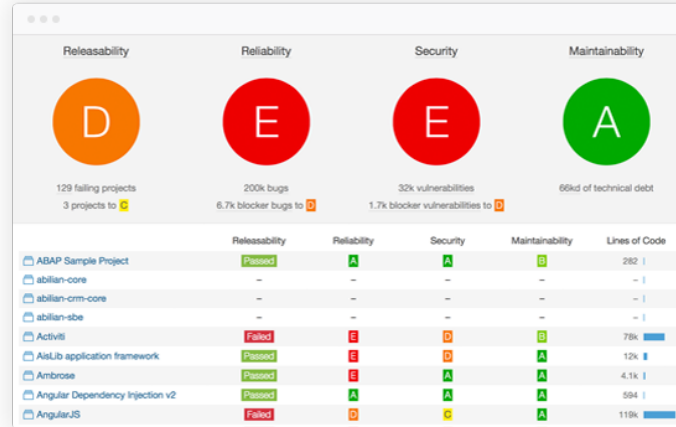 Releasability Reliability Security Maintainability
D E E A
129 failing projects 200k bugs 32k vulnerabilities 66kd of technical debt
3 projects to C 6.7k blocker bugs to D 1.7k blocker vulnerabilities to D
Releasability Reliability Security Maintainability Lines of Code
ABAP Sample Project Passed A A B 282
abilian-core – – – –
abilian-crm-core – – – –
abilian-sbe – – – –
Activiti Failed E D B 78k
AisLib application framework Passed E D A 12k
Ambrose Passed E A A 4.1k
Angular Dependency Injection v2 Passed A A A 594
AngularJS Failed D C A 119k